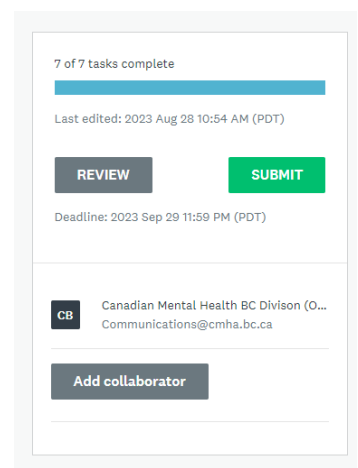 7 of 7 tasks complete
Last edited: 2023 Aug 28 10:54 AM (PDT)
REVIEW
SUBMIT
Deadline: 2023 Sep 29 11:59 PM (PDT)
CB
Canadian Mental Health BC Divison (O...
Communications@cmha.bc.ca
Add collaborator